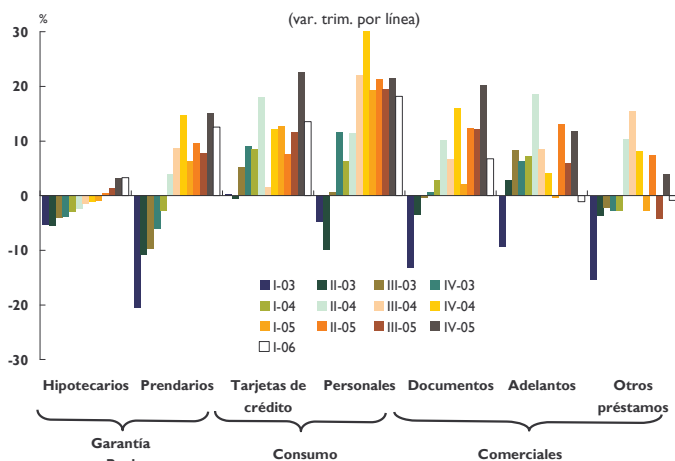 %
(var. trim. por línea)
30
20
10
0
-10
-20
-30
I-03 II-03 III-03 IV-03
I-04 II-04 III-04 IV-04
I-05 II-05 III-05 IV-05
I-06
Hipotecarios Prendarios Tarjetas de crédito Personales Documentos Adelantos Otros préstamos
Garantía
Consumo
Comerciales